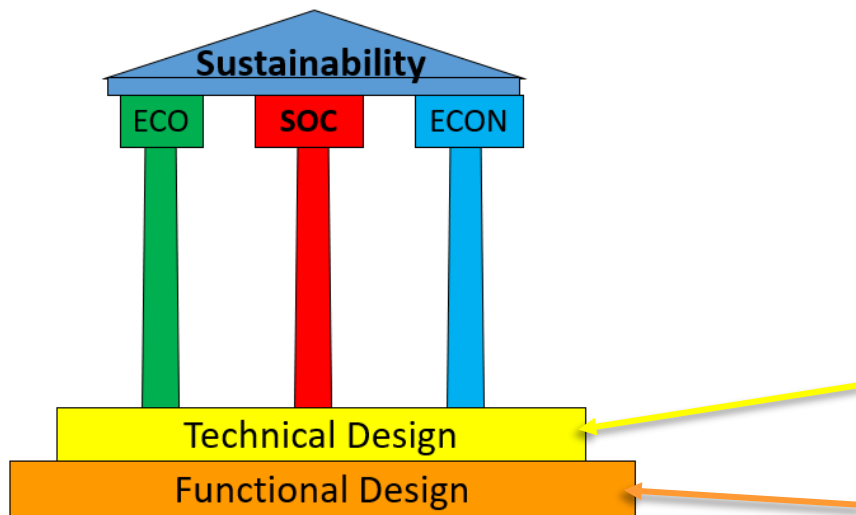 Sustainability
ECO SOC ECON
Technical Design
Functional Design